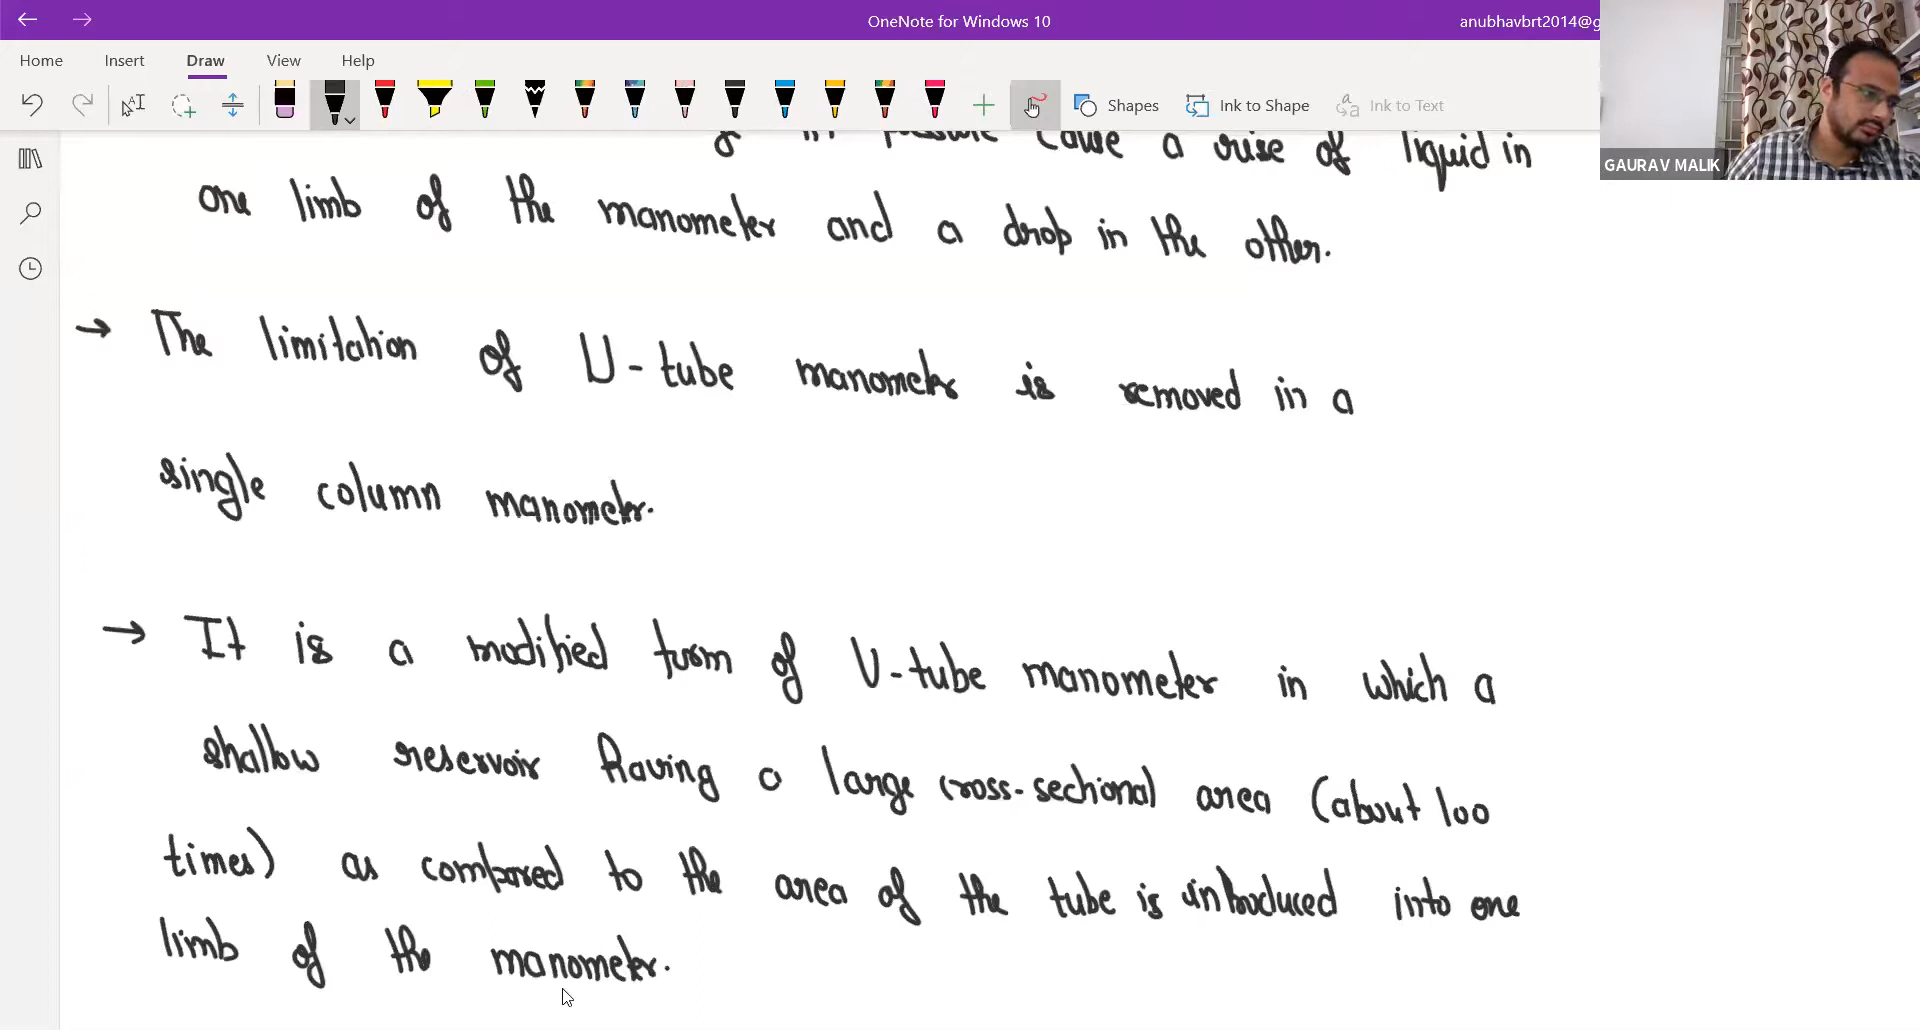 OneNote for Windows 10
anubhavbrt2014@g
Home Insert Draw View Help
Shapes Ink to Shape Ink to Text
GAURAV MALIK
in pressure cause a rise of liquid in
one limb of the manometer and a drop in the other.
→ The limitation of U-tube manometer is removed in a
single column manometer.
→ It is a modified form of U-tube manometer in which a
shallow reservoir having a large cross-sectional area (about 100
times) as compared to the area of the tube is introduced into one
limb of the manometer.